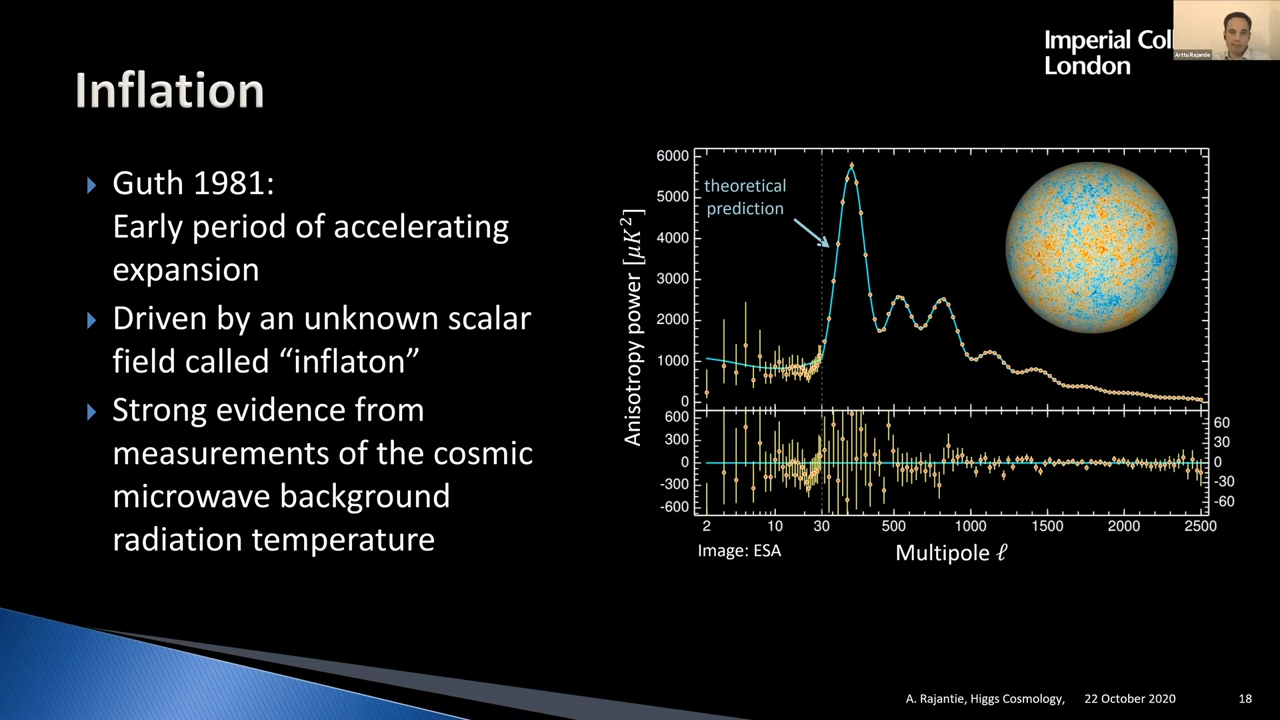 Imperial Col
London
Arttu Rajantie
Inflation
Guth 1981:
Early period of accelerating
expansion
Driven by an unknown scalar
field called “inflaton”
Strong evidence from
measurements of the cosmic
microwave background
radiation temperature
theoretical
prediction
Anisotropy power [μK²]
6000
5000
4000
3000
2000
1000
0
600
300
0
-300
-600
60
30
0
-30
-60
2 10 30 500 1000 1500 2000 2500
Image: ESA
Multipole ℓ
A. Rajantie, Higgs Cosmology, 22 October 2020 18